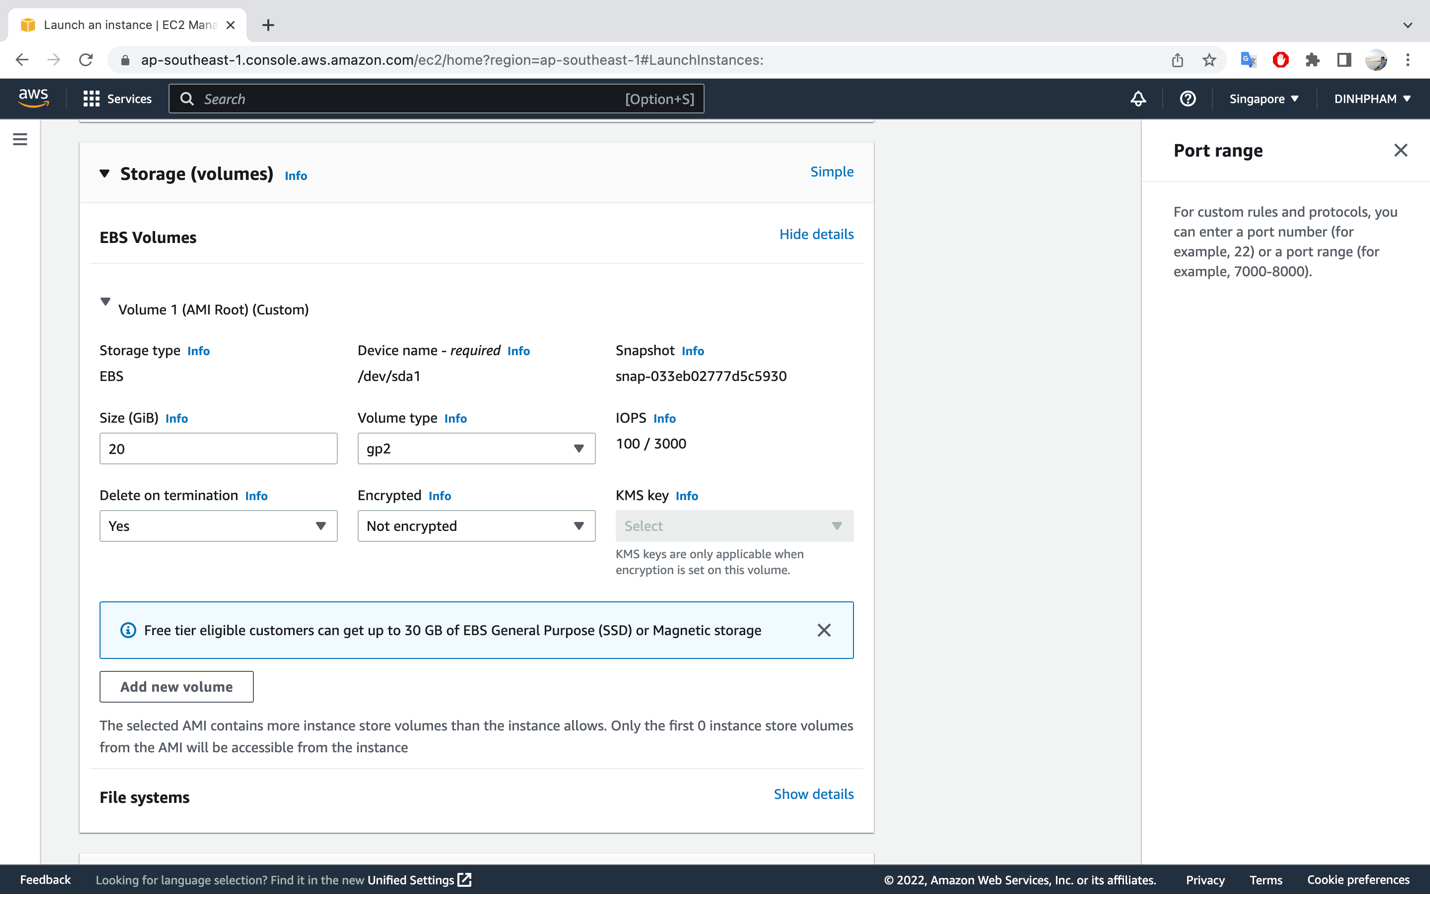 Launch an instance | EC2 Mana
ap-southeast-1.console.aws.amazon.com/ec2/home?region=ap-southeast-1#LaunchInstances:
aws
Services
Search
[Option+S]
Singapore
DINHPHAM
Storage (volumes) Info
Simple
EBS Volumes
Hide details
Volume 1 (AMI Root) (Custom)
Storage type Info
Device name - required Info
Snapshot Info
EBS
/dev/sda1
snap-033eb02777d5c5930
Size (GiB) Info
Volume type Info
IOPS Info
20
gp2
100 / 3000
Delete on termination Info
Encrypted Info
KMS key Info
Yes
Not encrypted
Select
KMS keys are only applicable when
encryption is set on this volume.
Free tier eligible customers can get up to 30 GB of EBS General Purpose (SSD) or Magnetic storage
Add new volume
The selected AMI contains more instance store volumes than the instance allows. Only the first 0 instance store volumes
from the AMI will be accessible from the instance
File systems
Show details
Port range
For custom rules and protocols, you
can enter a port number (for
example, 22) or a port range (for
example, 7000-8000).
Feedback
Looking for language selection? Find it in the new Unified Settings
© 2022, Amazon Web Services, Inc. or its affiliates.
Privacy
Terms
Cookie preferences